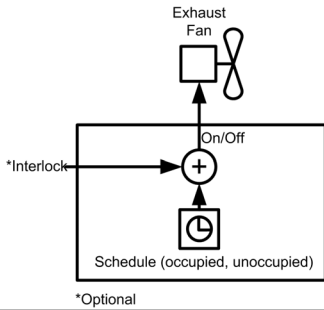 Exhaust
Fan
On/Off
*Interlock
+
Schedule (occupied, unoccupied)
*Optional